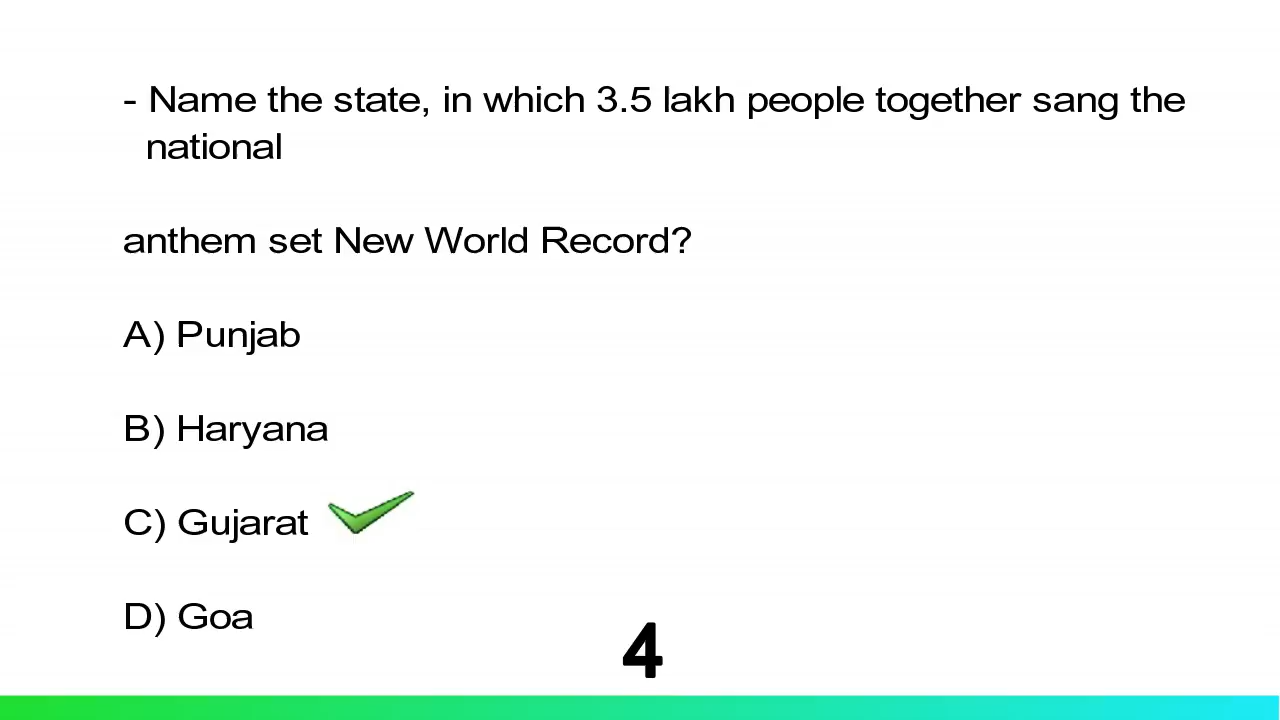 - Name the state, in which 3.5 lakh people together sang the
national
anthem set New World Record?
A) Punjab
B) Haryana
C) Gujarat
D) Goa
4